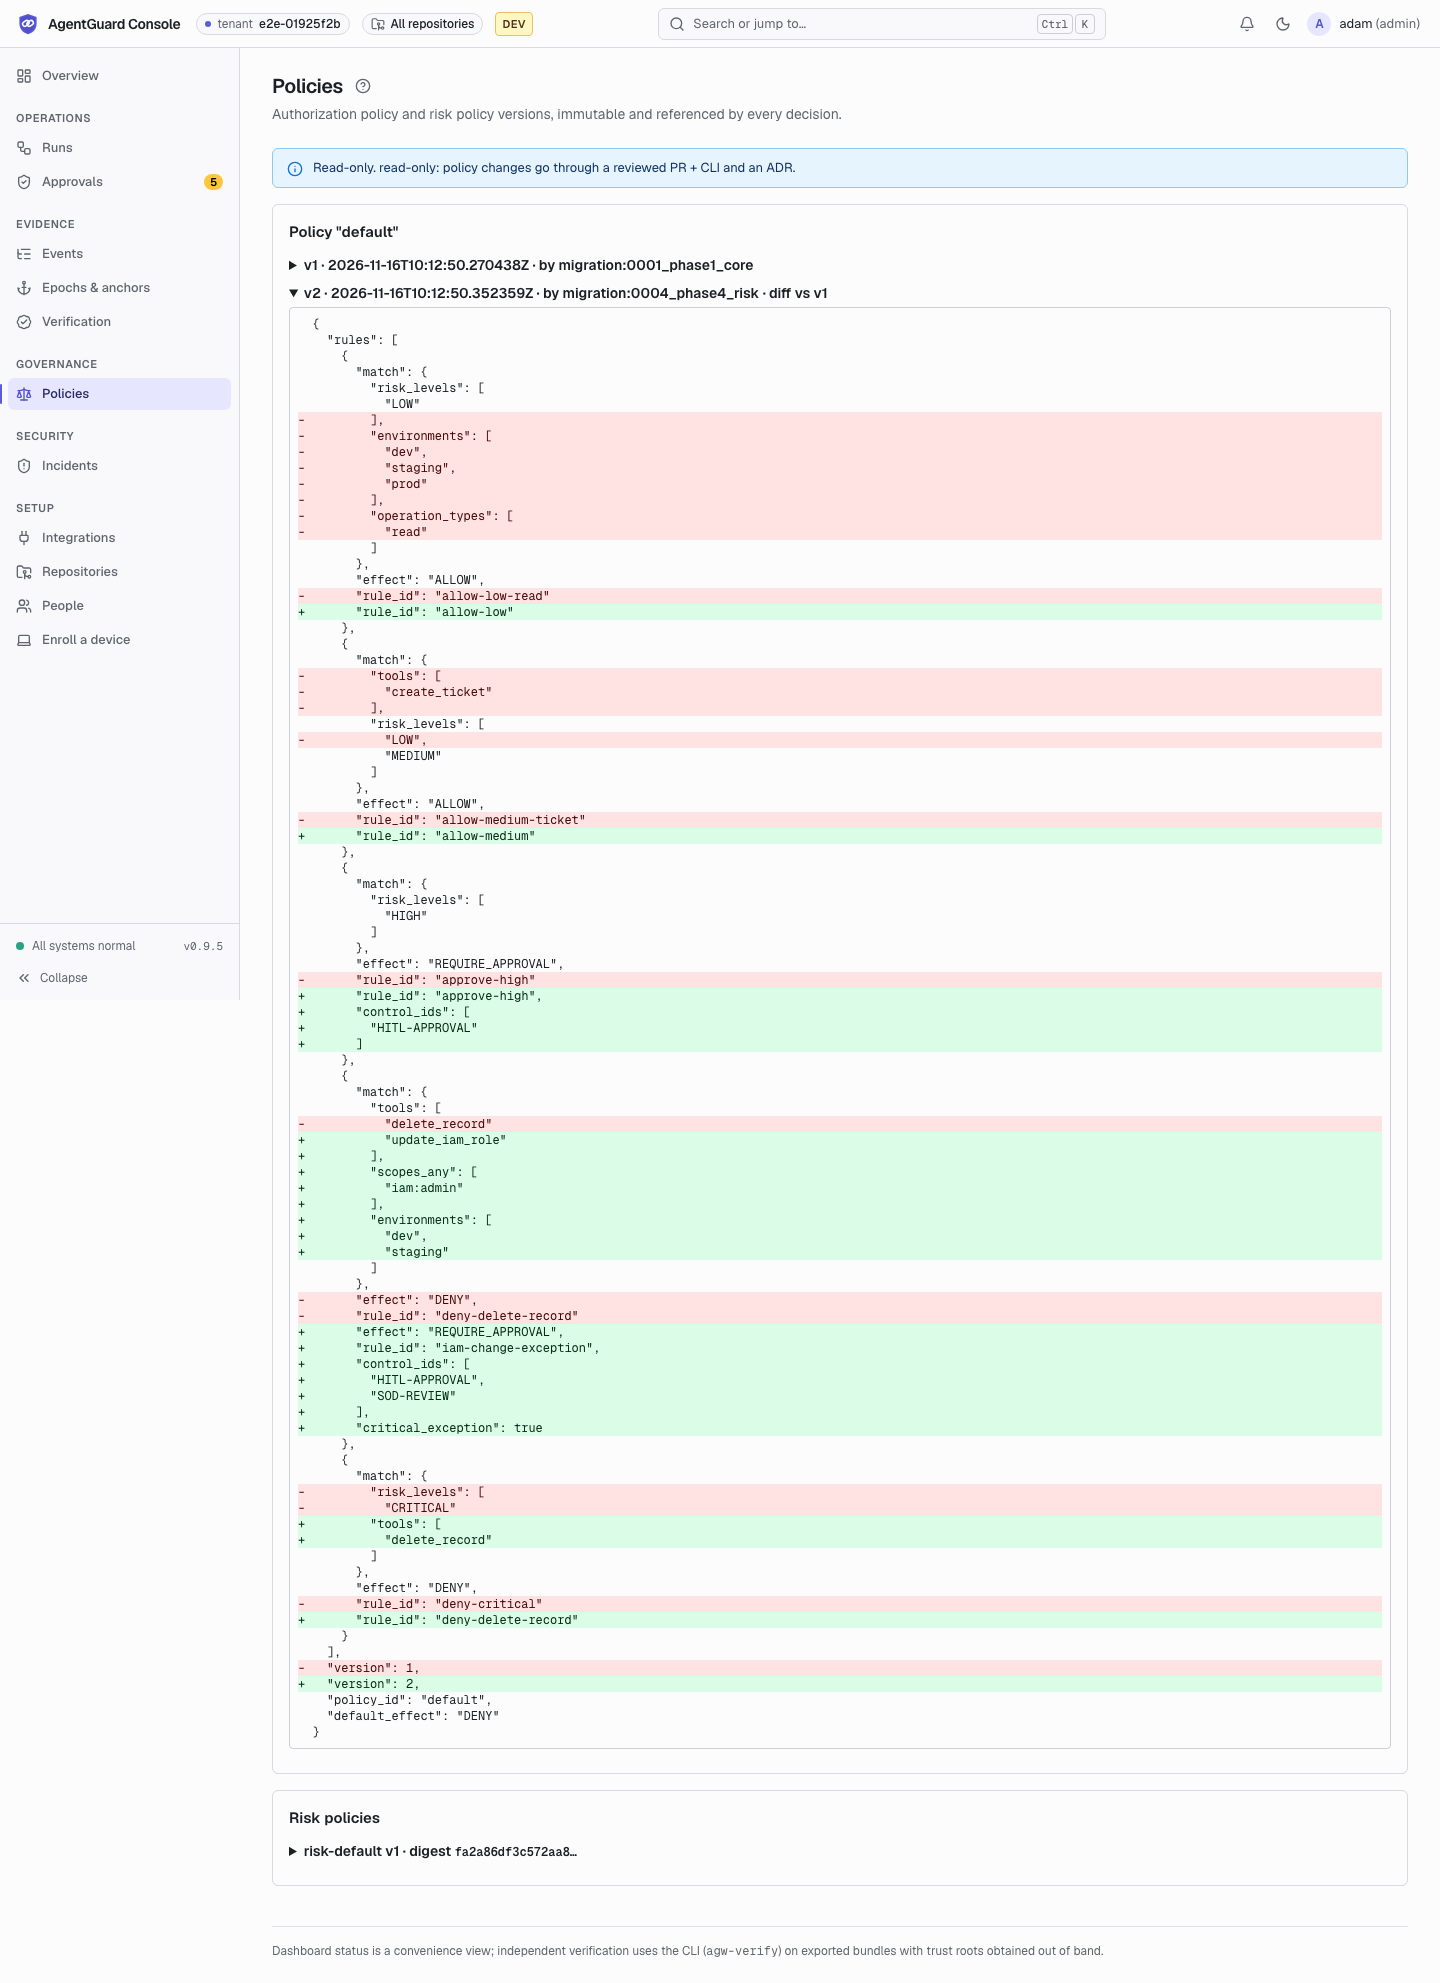 AgentGuard Console
tenant e2e-01925f2b
All repositories
DEV
Search or jump to…
Ctrl K
A
adam (admin)
Overview
OPERATIONS
Runs
Approvals 5
EVIDENCE
Events
Epochs & anchors
Verification
GOVERNANCE
Policies
SECURITY
Incidents
SETUP
Integrations
Repositories
People
Enroll a device
All systems normal v0.9.5
Collapse
Policies
Authorization policy and risk policy versions, immutable and referenced by every decision.
Read-only. read-only: policy changes go through a reviewed PR + CLI and an ADR.
Policy "default"
v1 · 2026-11-16T10:12:50.270438Z · by migration:0001_phase1_core
v2 · 2026-11-16T10:12:50.352359Z · by migration:0004_phase4_risk · diff vs v1
  {
    "rules": [
      {
        "match": {
          "risk_levels": [
            "LOW"
-         ],
-         "environments": [
-           "dev",
-           "staging",
-           "prod"
-         ],
-         "operation_types": [
-           "read"
          ]
        },
        "effect": "ALLOW",
-       "rule_id": "allow-low-read"
+       "rule_id": "allow-low"
      },
      {
        "match": {
-         "tools": [
-           "create_ticket"
-         ],
          "risk_levels": [
-           "LOW",
            "MEDIUM"
          ]
        },
        "effect": "ALLOW",
-       "rule_id": "allow-medium-ticket"
+       "rule_id": "allow-medium"
      },
      {
        "match": {
          "risk_levels": [
            "HIGH"
          ]
        },
        "effect": "REQUIRE_APPROVAL",
-       "rule_id": "approve-high"
+       "rule_id": "approve-high",
+       "control_ids": [
+         "HITL-APPROVAL"
+       ]
      },
      {
        "match": {
          "tools": [
-           "delete_record"
+           "update_iam_role"
+         ],
+         "scopes_any": [
+           "iam:admin"
+         ],
+         "environments": [
+           "dev",
+           "staging"
          ]
        },
-       "effect": "DENY",
-       "rule_id": "deny-delete-record"
+       "effect": "REQUIRE_APPROVAL",
+       "rule_id": "iam-change-exception",
+       "control_ids": [
+         "HITL-APPROVAL",
+         "SOD-REVIEW"
+       ],
+       "critical_exception": true
      },
      {
        "match": {
-         "risk_levels": [
-           "CRITICAL"
+         "tools": [
+           "delete_record"
          ]
        },
        "effect": "DENY",
-       "rule_id": "deny-critical"
+       "rule_id": "deny-delete-record"
      }
    ],
-   "version": 1,
+   "version": 2,
    "policy_id": "default",
    "default_effect": "DENY"
  }
Risk policies
risk-default v1 · digest fa2a86df3c572aa8…
Dashboard status is a convenience view; independent verification uses the CLI (agw-verify) on exported bundles with trust roots obtained out of band.